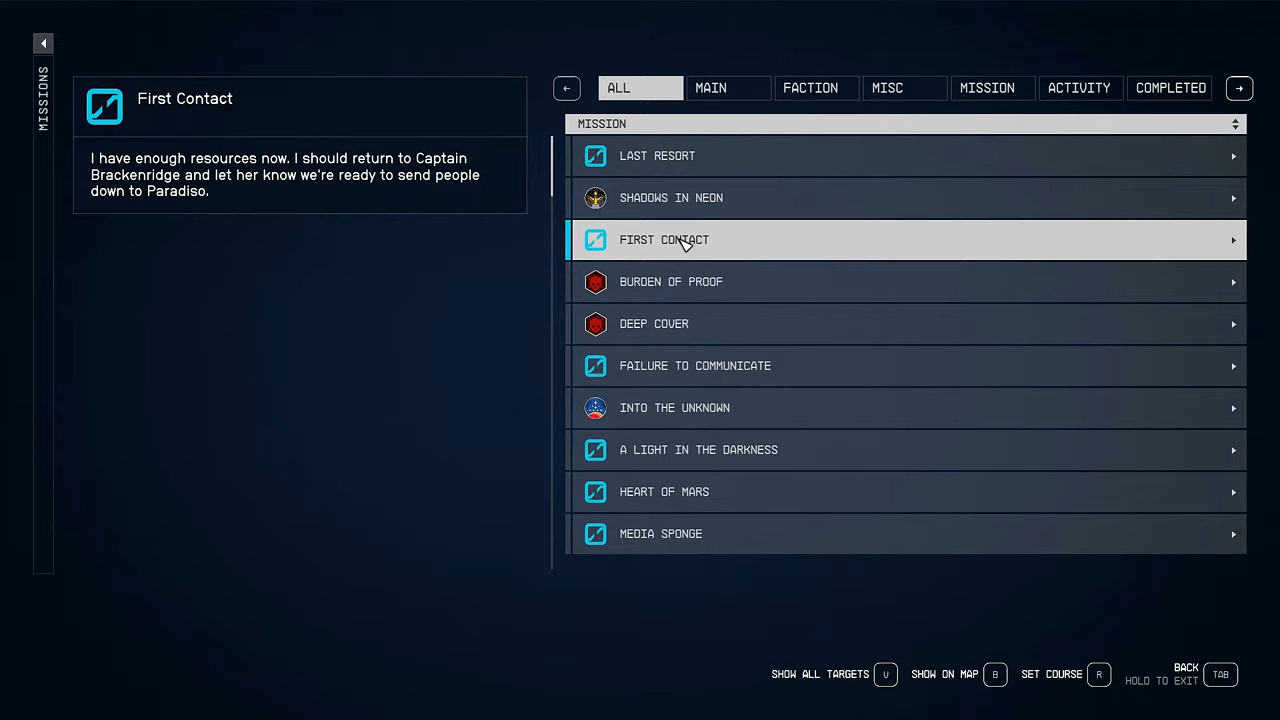 MISSIONS
First Contact
I have enough resources now. I should return to Captain
Brackenridge and let her know we're ready to send people
down to Paradiso.
ALL MAIN FACTION MISC MISSION ACTIVITY COMPLETED
MISSION
LAST RESORT
SHADOWS IN NEON
FIRST CONTACT
BURDEN OF PROOF
DEEP COVER
FAILURE TO COMMUNICATE
INTO THE UNKNOWN
A LIGHT IN THE DARKNESS
HEART OF MARS
MEDIA SPONGE
SHOW ALL TARGETS V SHOW ON MAP B SET COURSE R BACK TAB
HOLD TO EXIT